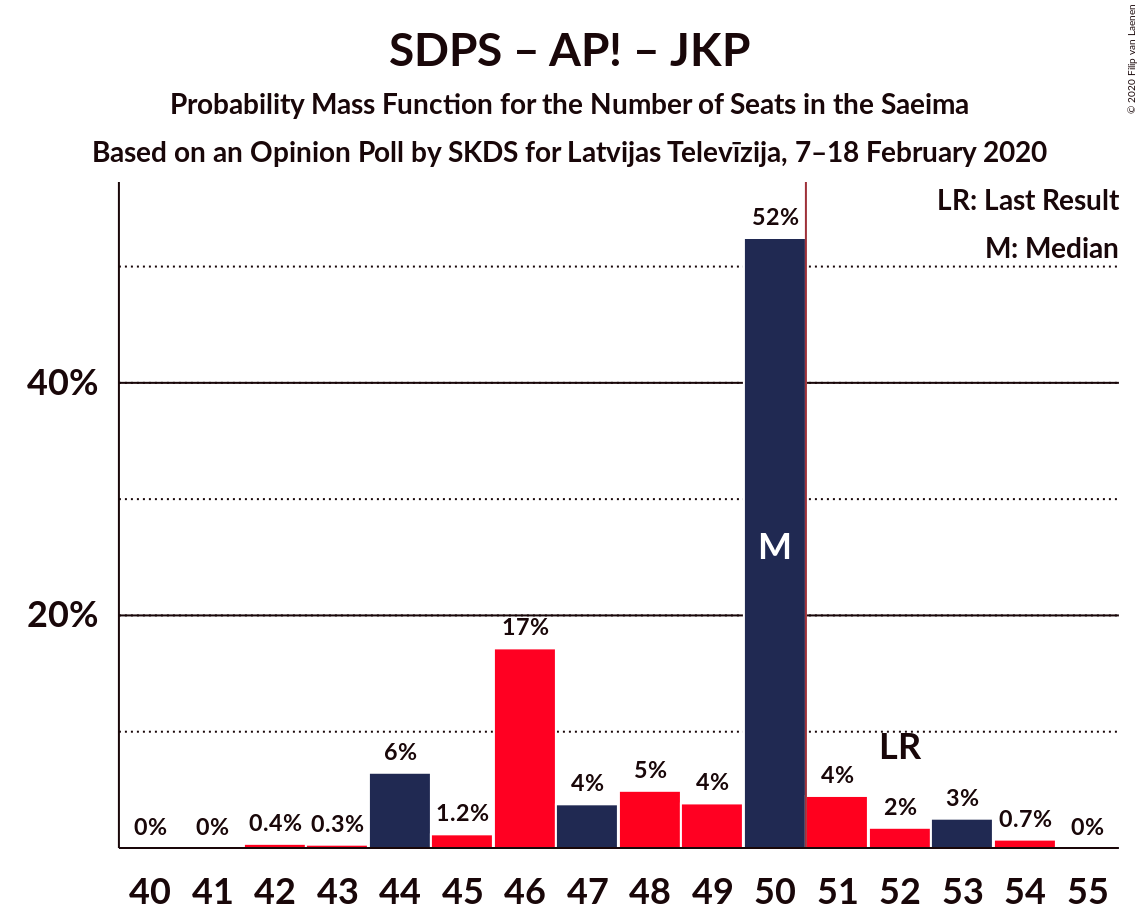 SDPS – AP! – JKP
Probability Mass Function for the Number of Seats in the Saeima
Based on an Opinion Poll by SKDS for Latvijas Televīzija, 7–18 February 2020
© 2020 Filip van Laenen
LR: Last Result
M: Median
40%
20%
0%
0%
0.4%
0.3%
6%
1.2%
17%
4%
5%
4%
52%
4%
2%
3%
0.7%
0%
M
LR
40 41 42 43 44 45 46 47 48 49 50 51 52 53 54 55